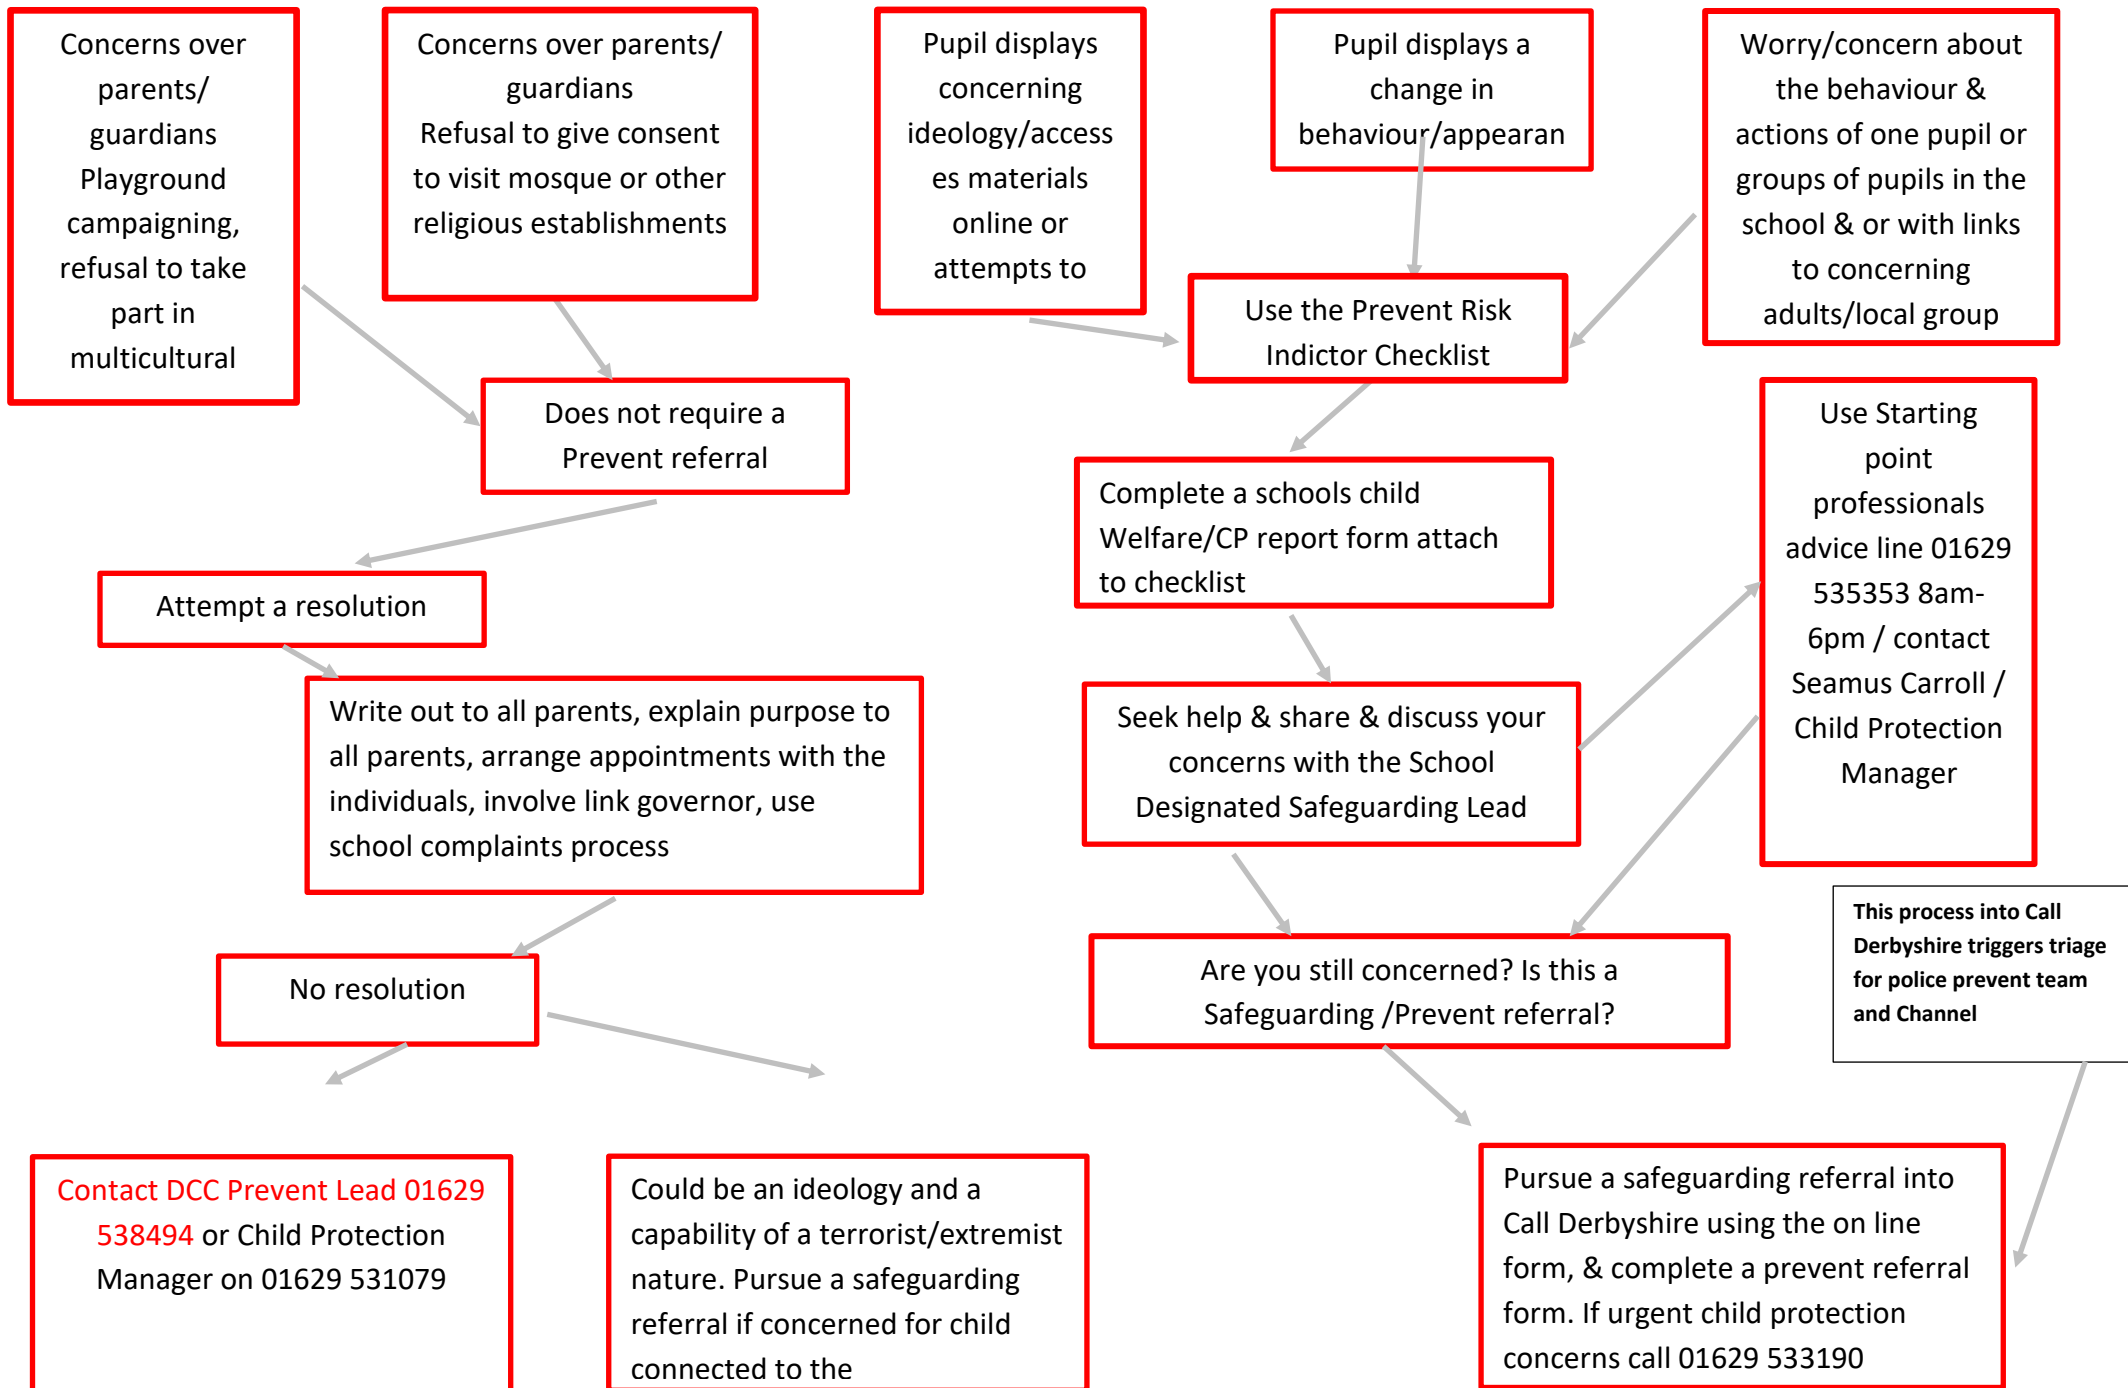 Concerns over
parents/
guardians
Playground
campaigning,
refusal to take
part in
multicultural
Concerns over parents/
guardians
Refusal to give consent
to visit mosque or other
religious establishments
Pupil displays
concerning
ideology/access
es materials
online or
attempts to
Pupil displays a
change in
behaviour/appearan
Worry/concern about
the behaviour &
actions of one pupil or
groups of pupils in the
school & or with links
to concerning
adults/local group
Use the Prevent Risk
Indictor Checklist
Does not require a
Prevent referral
Use Starting
point
professionals
advice line 01629
535353 8am-
6pm / contact
Seamus Carroll /
Child Protection
Manager
Complete a schools child
Welfare/CP report form attach
to checklist
Attempt a resolution
Write out to all parents, explain purpose to
all parents, arrange appointments with the
individuals, involve link governor, use
school complaints process
Seek help & share & discuss your
concerns with the School
Designated Safeguarding Lead
This process into Call
Derbyshire triggers triage
for police prevent team
and Channel
No resolution
Are you still concerned? Is this a
Safeguarding /Prevent referral?
Contact DCC Prevent Lead 01629
538494 or Child Protection
Manager on 01629 531079
Could be an ideology and a
capability of a terrorist/extremist
nature. Pursue a safeguarding
referral if concerned for child
connected to the
Pursue a safeguarding referral into
Call Derbyshire using the on line
form, & complete a prevent referral
form. If urgent child protection
concerns call 01629 533190